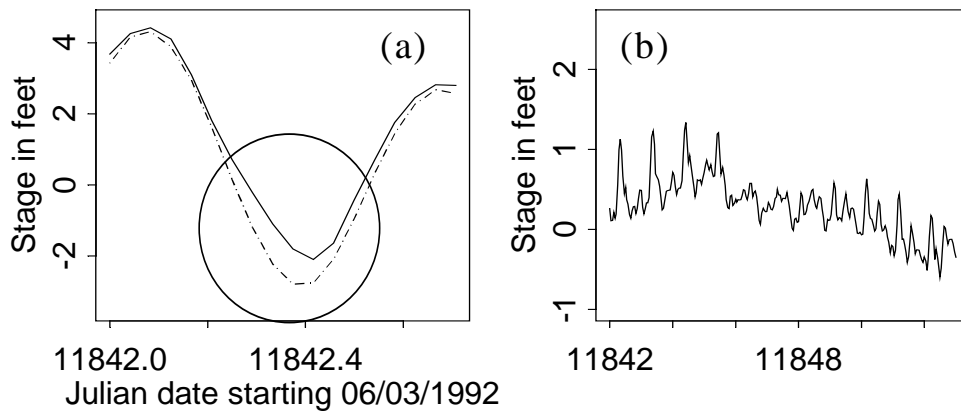 (a)
Stage in feet
4
2
0
-2
11842.0 11842.4
Julian date starting 06/03/1992
(b)
Stage in feet
2
1
0
-1
11842 11848